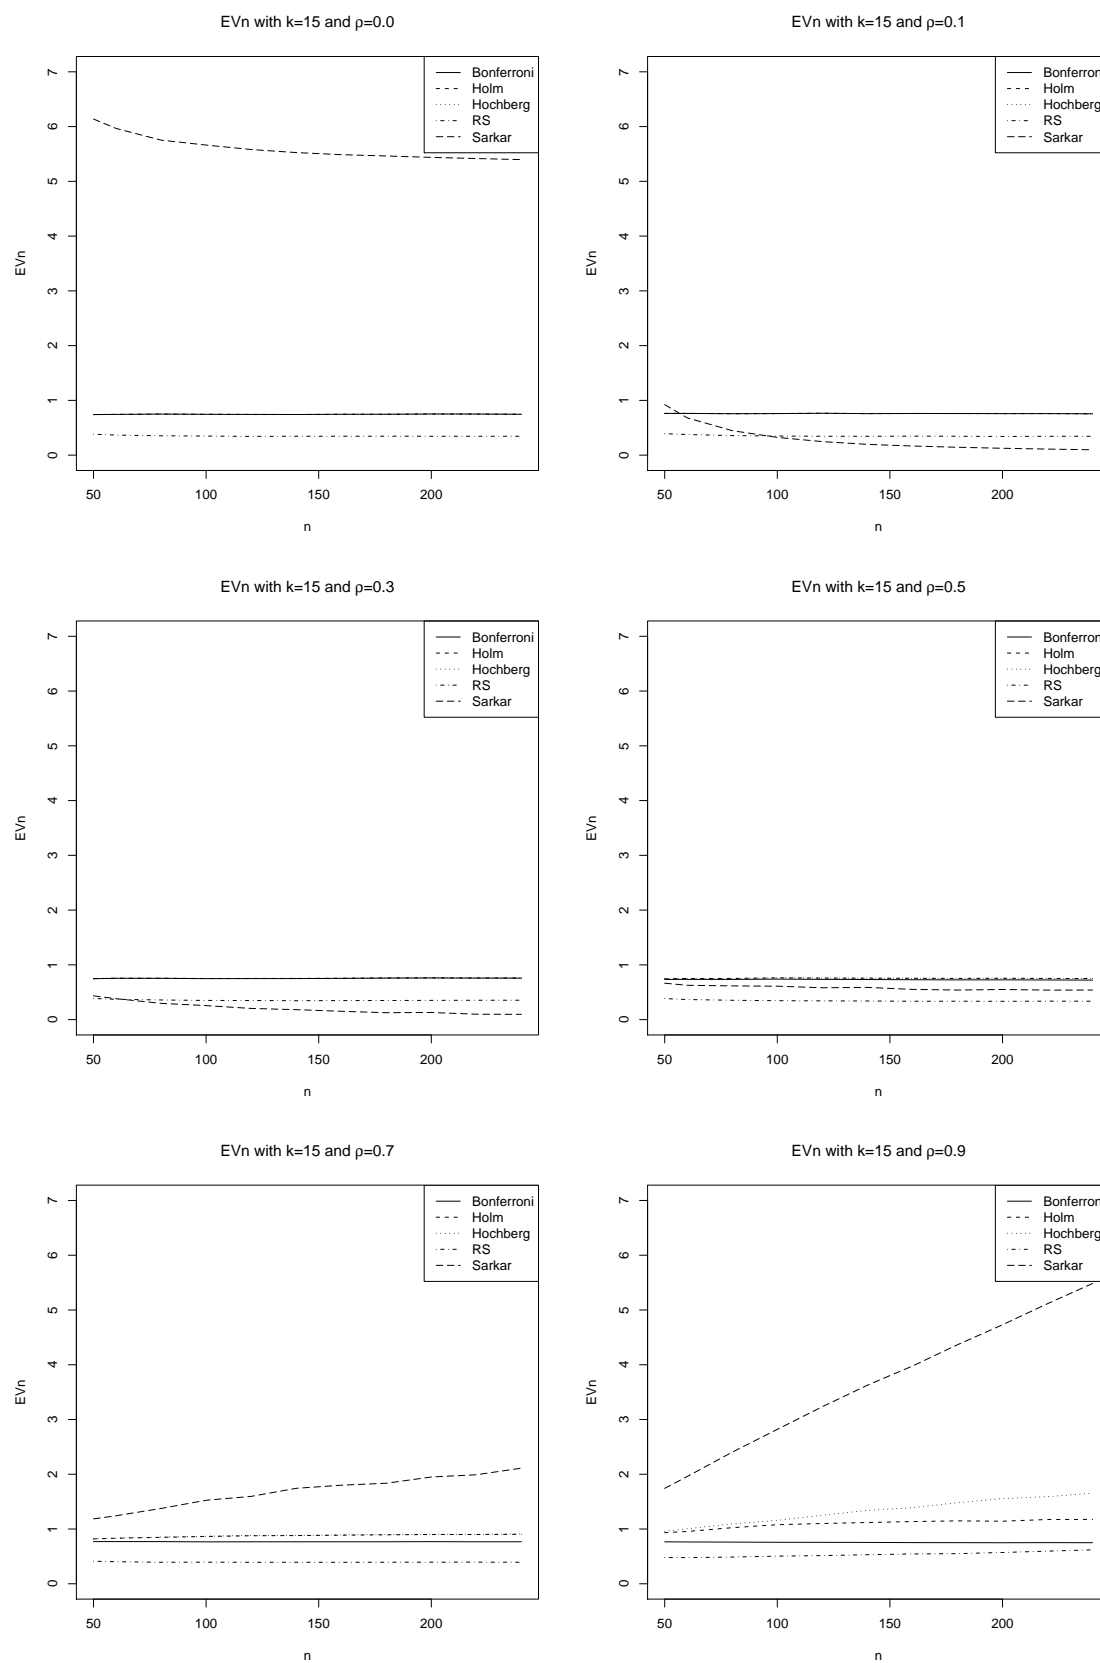 EVn with k=15 and ρ=0.0
7
6
5
4
3
2
1
0
EVn
50 100 150 200
n
Bonferroni
Holm
Hochberg
RS
Sarkar
EVn with k=15 and ρ=0.1
7
6
5
4
3
2
1
0
EVn
50 100 150 200
n
Bonferron
Holm
Hochberg
RS
Sarkar
EVn with k=15 and ρ=0.3
7
6
5
4
3
2
1
0
EVn
50 100 150 200
n
Bonferroni
Holm
Hochberg
RS
Sarkar
EVn with k=15 and ρ=0.5
7
6
5
4
3
2
1
0
EVn
50 100 150 200
n
Bonferron
Holm
Hochberg
RS
Sarkar
EVn with k=15 and ρ=0.7
7
6
5
4
3
2
1
0
EVn
50 100 150 200
n
Bonferroni
Holm
Hochberg
RS
Sarkar
EVn with k=15 and ρ=0.9
7
6
5
4
3
2
1
0
EVn
50 100 150 200
n
Bonferron
Holm
Hochberg
RS
Sarkar